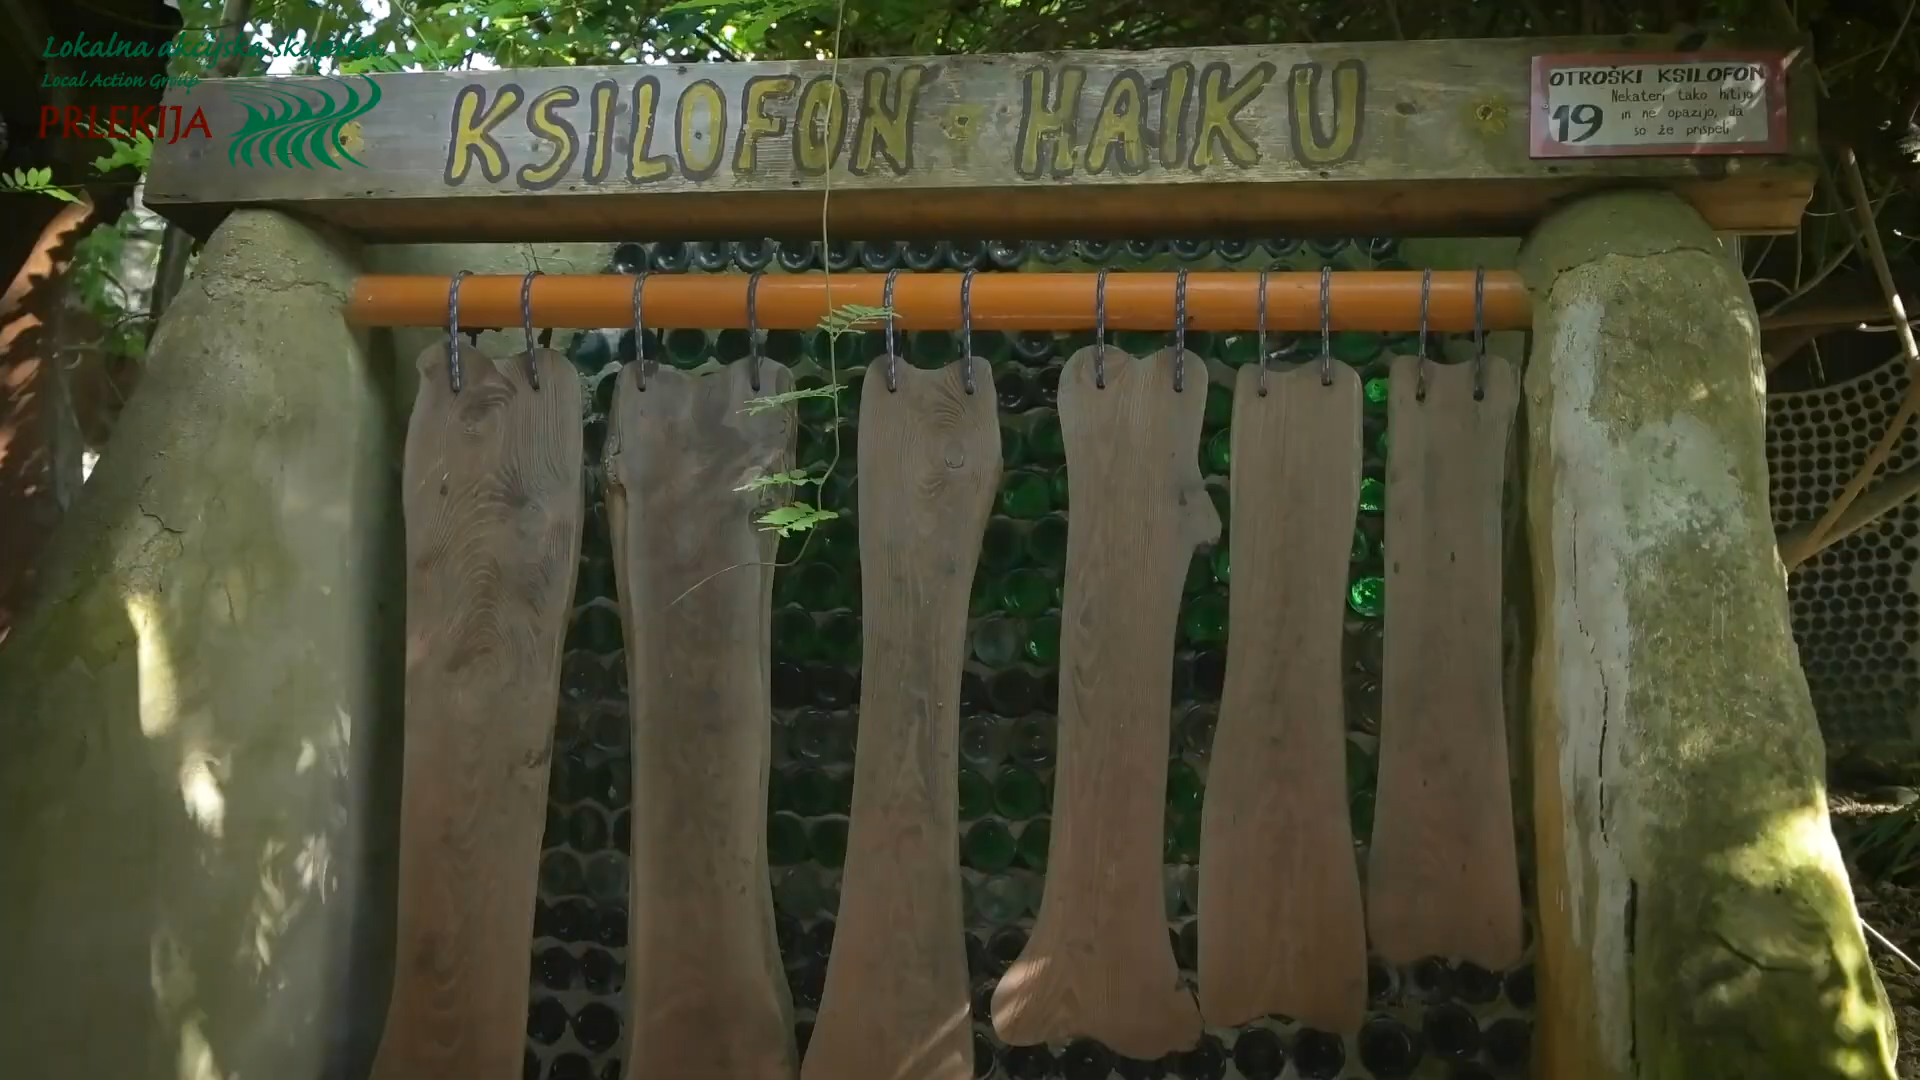 Lokalna akcijska skupina
Local Action Group
PRLEKIJA
KSILOFON HAIKU
OTROŠKI KSILOFON
19
Nekateri tako hitijo
in ne opazijo, da
so že prispeli.